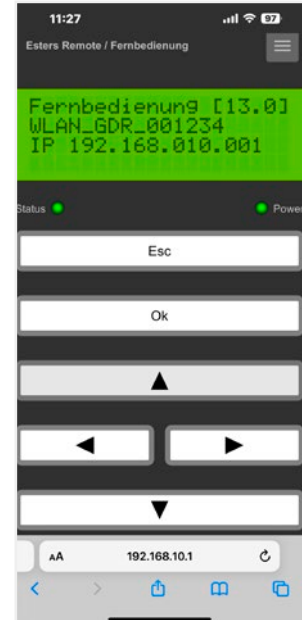 11:27
97
Esters Remote / Fernbedienung
Fernbedienung [13.0]
WLAN_GDR_001234
IP 192.168.010.001
Status
Power
Esc
Ok
AA
192.168.10.1